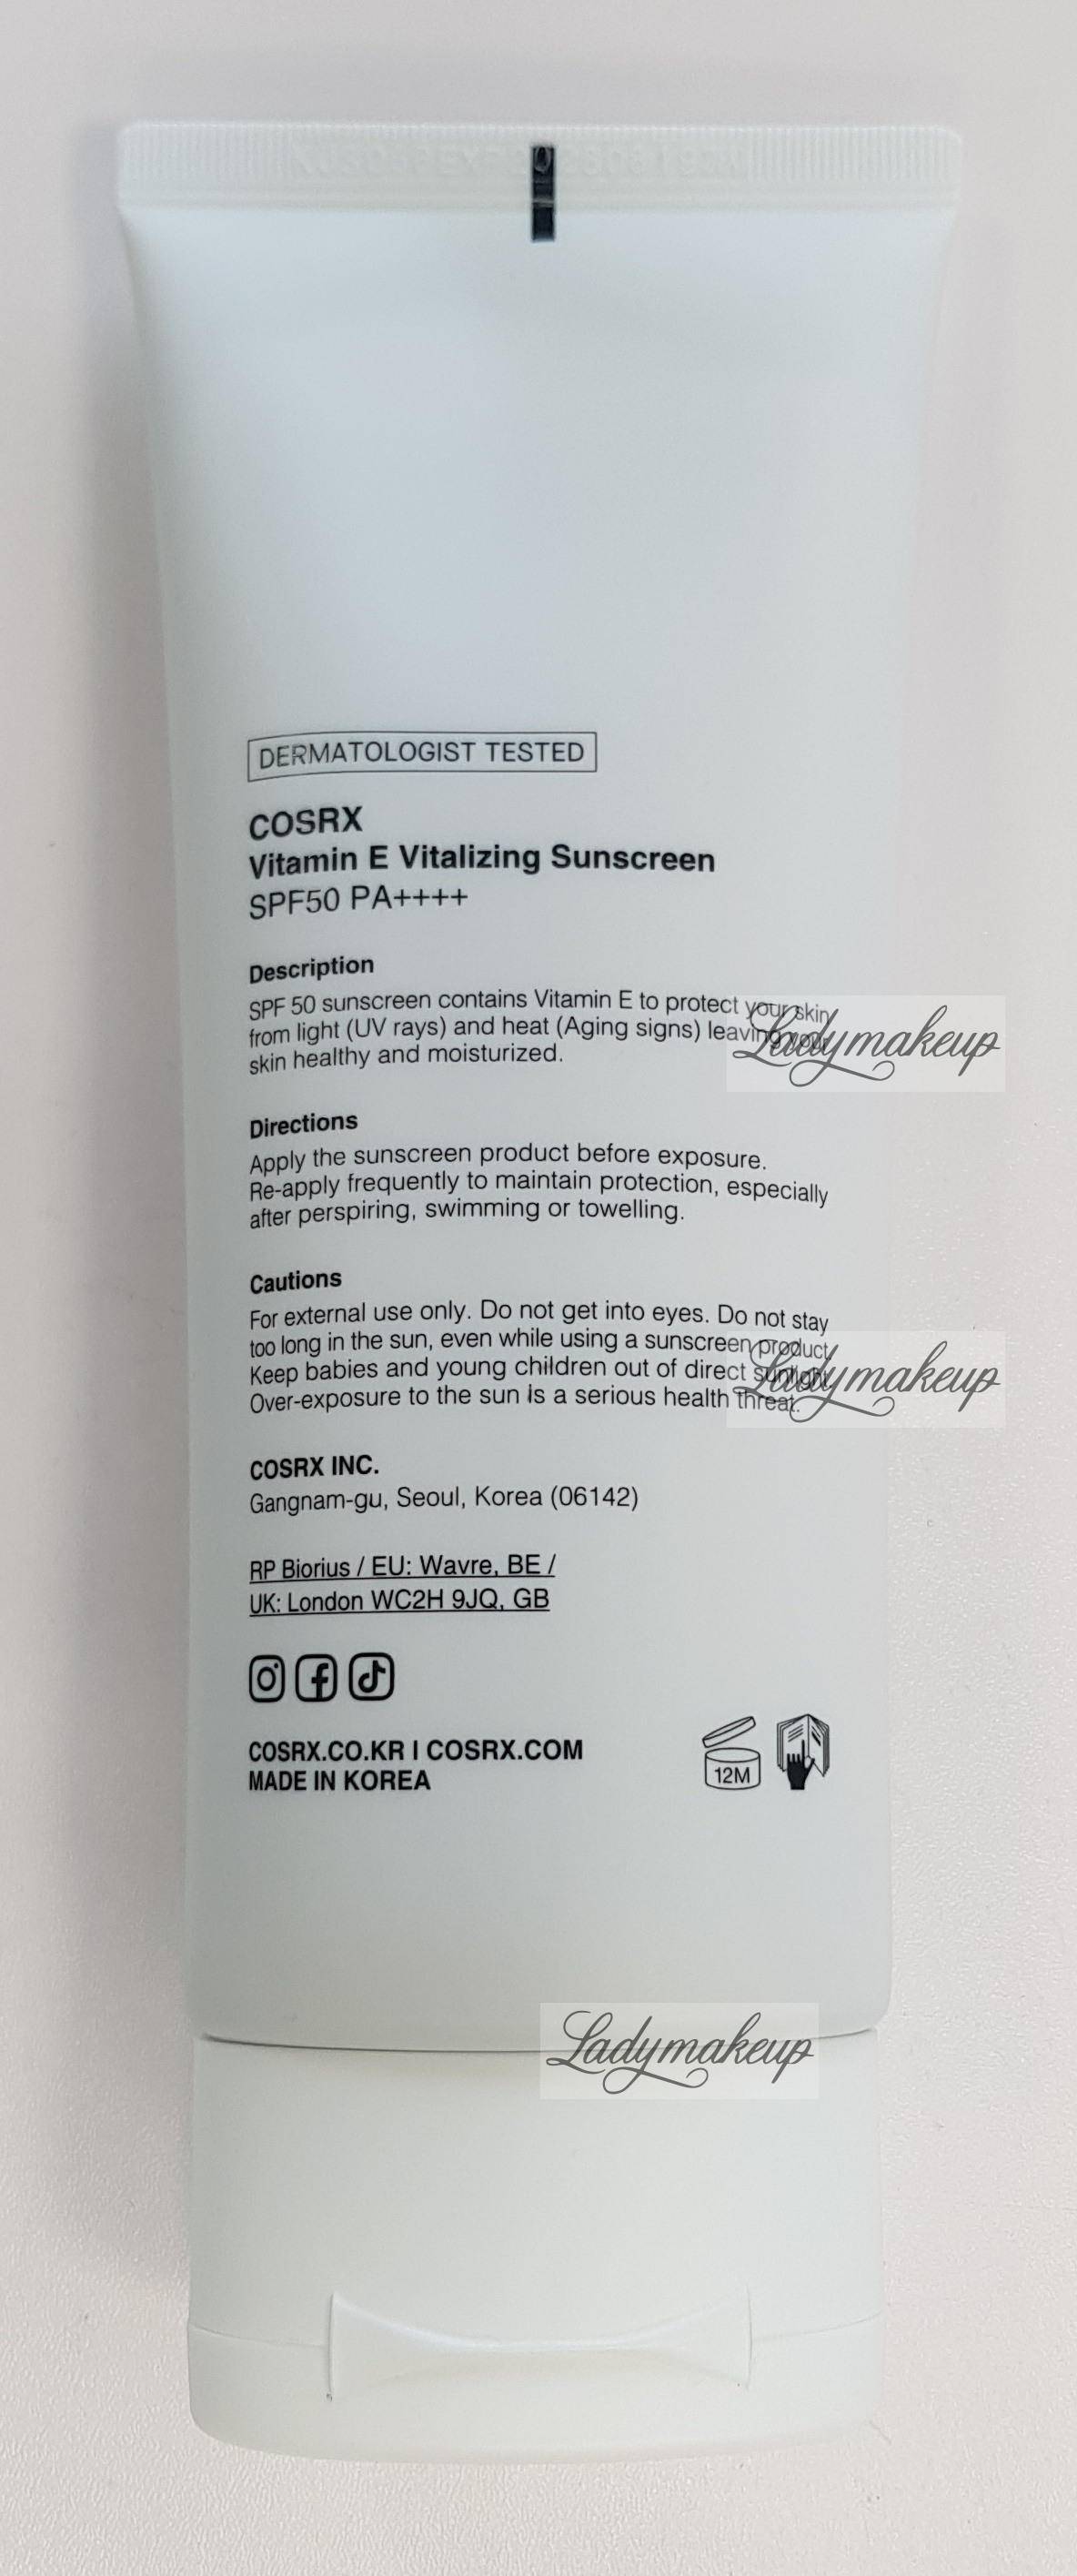 DERMATOLOGIST TESTED
COSRX
Vitamin E Vitalizing Sunscreen
SPF50 PA++++
Description
SPF 50 sunscreen contains Vitamin E to protect your skin
from light (UV rays) and heat (Aging signs) leaving your
skin healthy and moisturized.
Ladymakeup
Directions
Apply the sunscreen product before exposure.
Re-apply frequently to maintain protection, especially
after perspiring, swimming or towelling.
Cautions
For external use only. Do not get into eyes. Do not stay
too long in the sun, even while using a sunscreen product.
Keep babies and young children out of direct sunlight.
Over-exposure to the sun is a serious health threat.
Ladymakeup
COSRX INC.
Gangnam-gu, Seoul, Korea (06142)
RP Biorius / EU: Wavre, BE /
UK: London WC2H 9JQ, GB
COSRX.CO.KR I COSRX.COM
MADE IN KOREA
12M
Ladymakeup